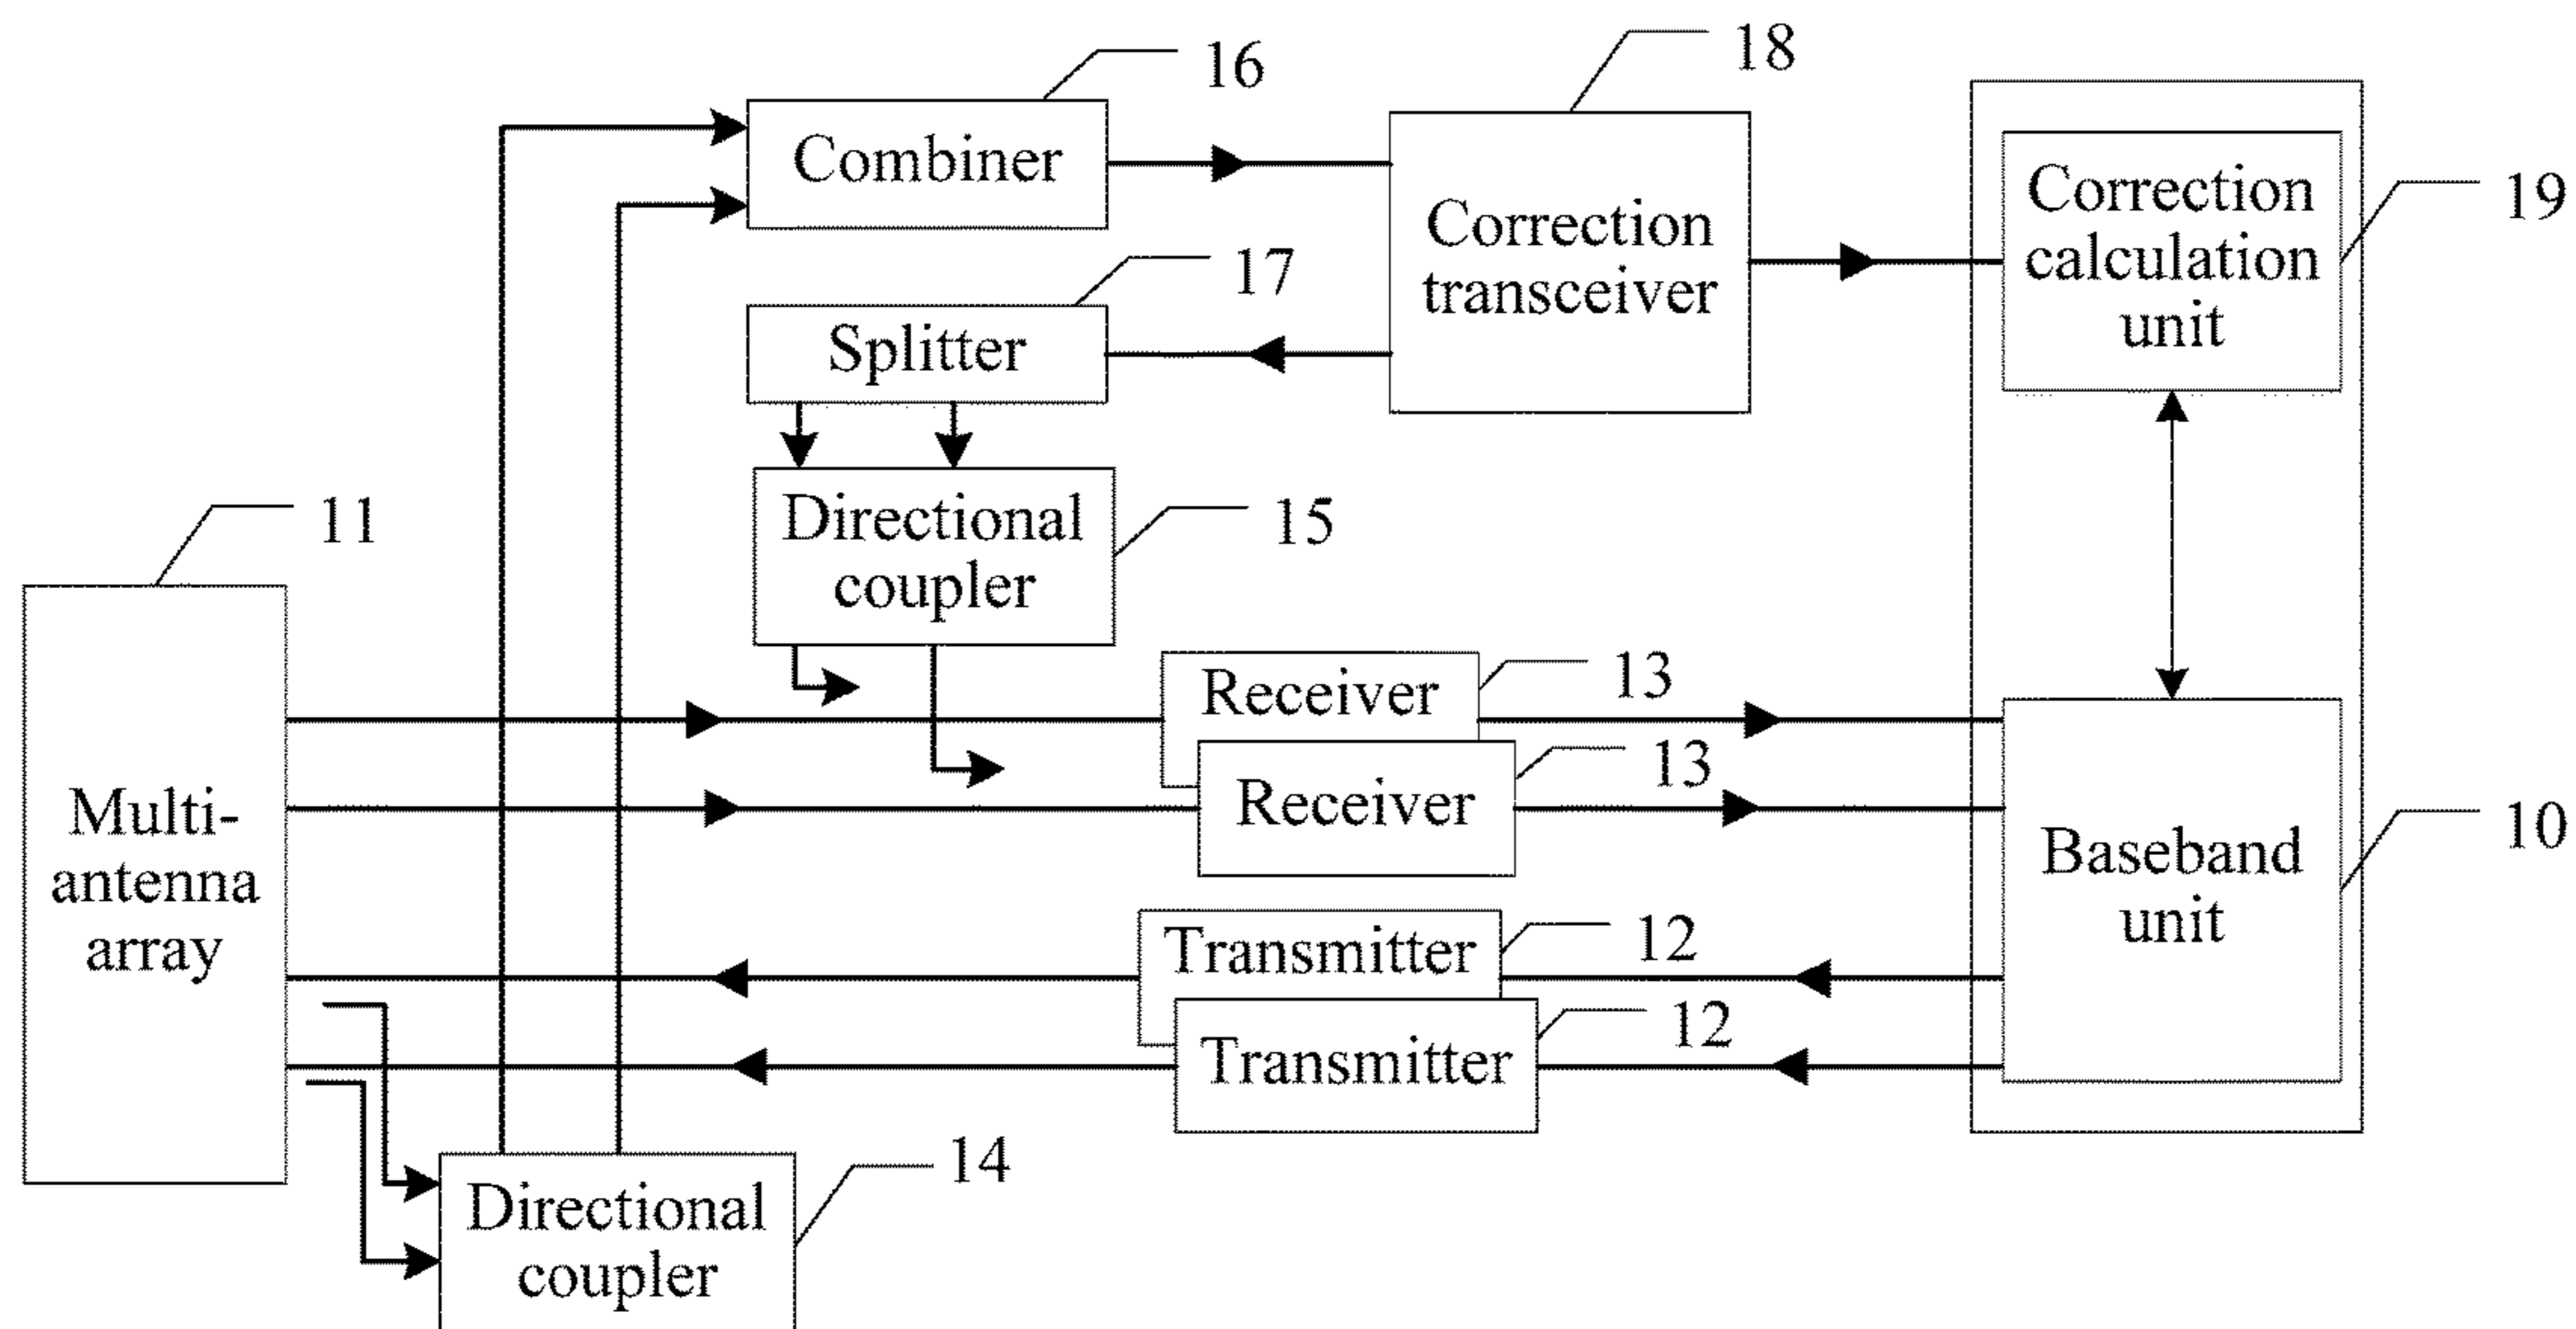 18
16
Combiner
Correction
calculation
unit
19
Correction
transceiver
17
Splitter
Directional
coupler
15
11
Multi-
antenna
array
Receiver
13
Receiver
13
Baseband
unit
10
Transmitter
12
Transmitter
12
Directional
coupler
14